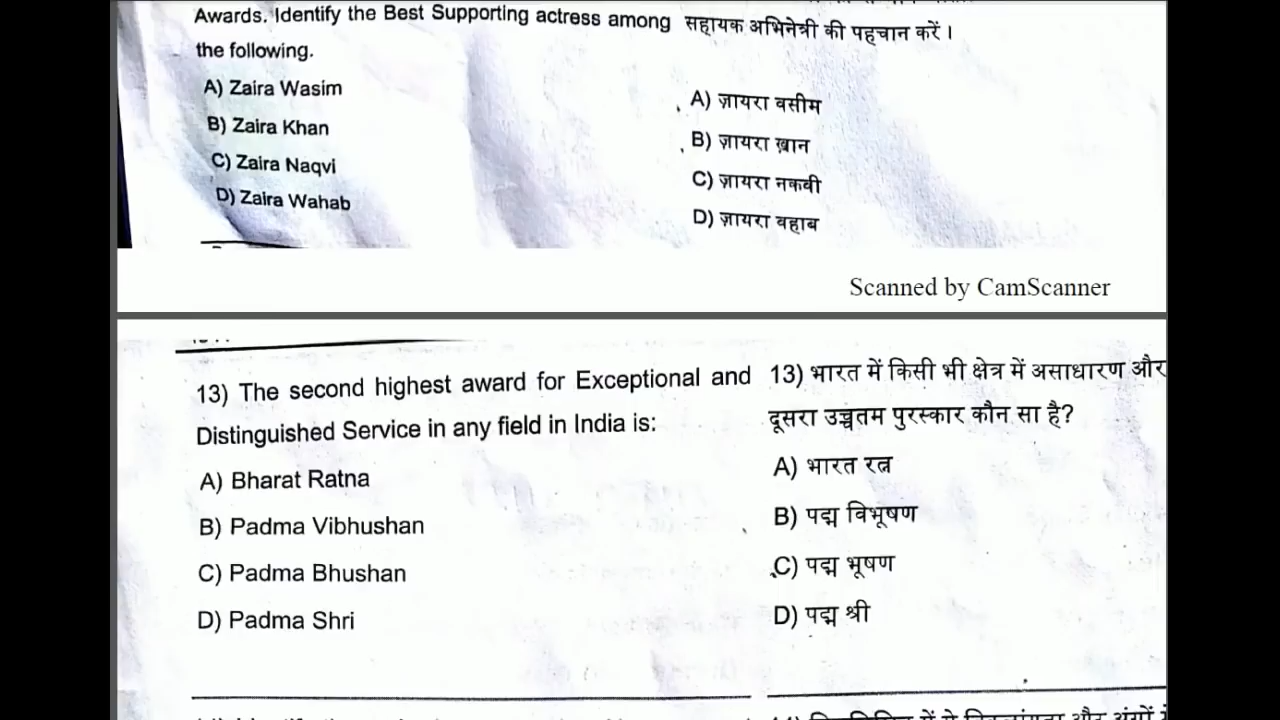 Awards. Identify the Best Supporting actress among
the following.
A) Zaira Wasim
B) Zaira Khan
C) Zaira Naqvi
D) Zaira Wahab
सहायक अभिनेत्री की पहचान करें।
A) ज़ायरा वसीम
B) ज़ायरा ख़ान
C) ज़ायरा नकवी
D) ज़ायरा वहाब
Scanned by CamScanner
13) The second highest award for Exceptional and
Distinguished Service in any field in India is:
A) Bharat Ratna
B) Padma Vibhushan
C) Padma Bhushan
D) Padma Shri
13) भारत में किसी भी क्षेत्र में असाधारण और
दूसरा उच्चतम पुरस्कार कौन सा है?
A) भारत रत्न
B) पद्म विभूषण
C) पद्म भूषण
D) पद्म श्री